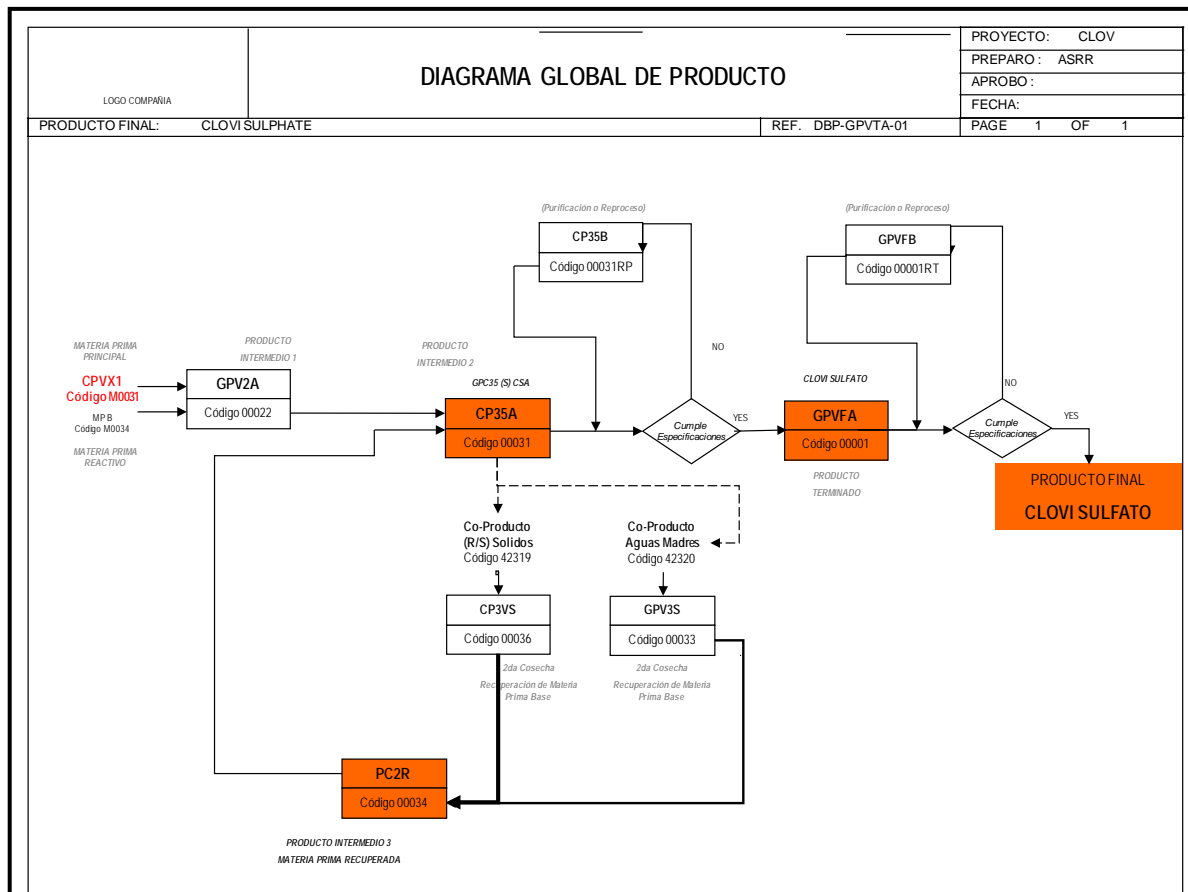 LOGO COMPAÑIA
DIAGRAMA GLOBAL DE PRODUCTO
PROYECTO: CLOV
PREPARO : ASRR
APROBO :
FECHA:
PRODUCTO FINAL: CLOVI SULPHATE
REF. DBP-GPVTA-01
PAGE 1 OF 1
(Purificación o Reproceso)
CP35B
Código 00031RP
(Purificación o Reproceso)
GPVFB
Código 00001RT
MATERIA PRIMA
PRINCIPAL
CPVX1
Código M0031
MP B
Código M0034
MATERIA PRIMA
REACTIVO
PRODUCTO
INTERMEDIO 1
GPV2A
Código 00022
PRODUCTO
INTERMEDIO 2
GPC35 (S) CSA
CP35A
Código 00031
NO
Cumple
Especificaciones
YES
CLOVI SULFATO
GPVFA
Código 00001
PRODUCTO
TERMINADO
NO
Cumple
Especificaciones
YES
PRODUCTO FINAL
CLOVI SULFATO
Co-Producto
(R/S) Solidos
Código 42319
Co-Producto
Aguas Madres
Código 42320
CP3VS
Código 00036
2da Cosecha
Recuperación de Materia
Prima Base
GPV3S
Código 00033
2da Cosecha
Recuperación de Materia
Prima Base
PC2R
Código 00034
PRODUCTO INTERMEDIO 3
MATERIA PRIMA RECUPERADA